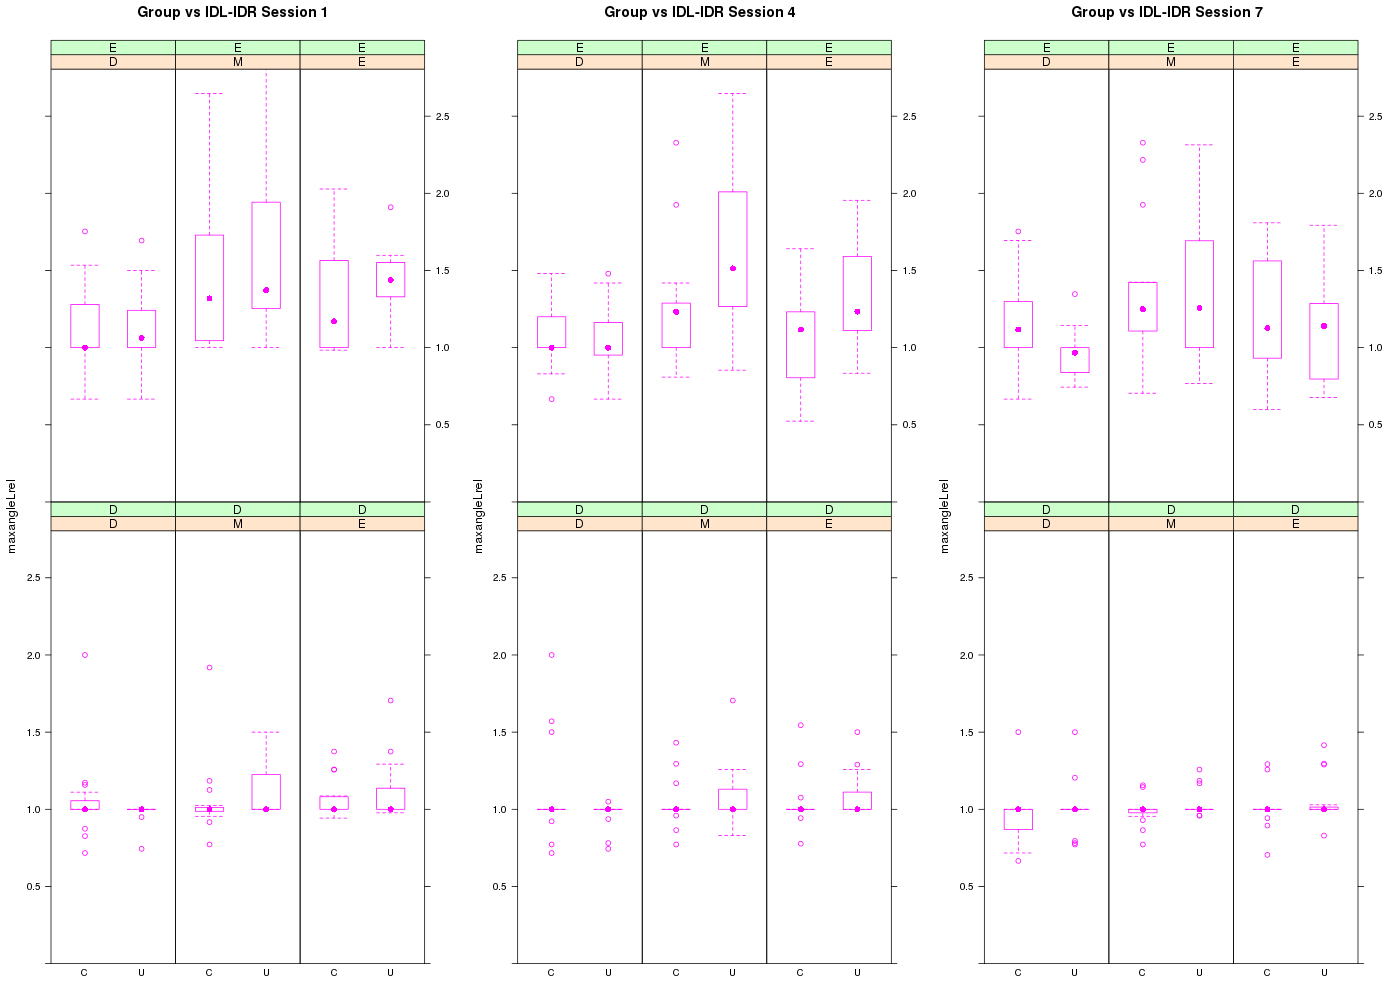 Group vs IDL-IDR Session 1 Group vs IDL-IDR Session 4 Group vs IDL-IDR Session 7
E E E E E E E E E
D M E D M E D M E
2.5 2.5 2.5
2.0 2.0 2.0
1.5 1.5 1.5
1.0 1.0 1.0
0.5 0.5 0.5
maxangleLrel maxangleLrel maxangleLrel
D D D D D D D D D
D M E D M E D M E
2.5 2.5 2.5
2.0 2.0 2.0
1.5 1.5 1.5
1.0 1.0 1.0
0.5 0.5 0.5
C U C U C U C U C U C U C U C U C U